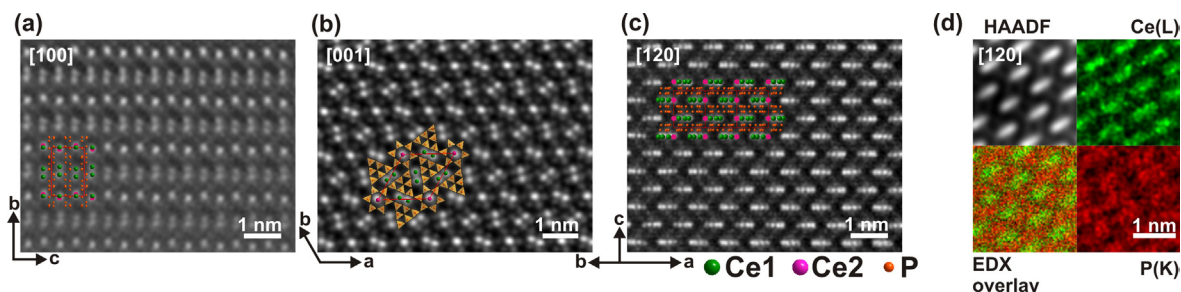 (a)
[100]
b
c
1 nm
(b)
[001]
b
a
1 nm
(c)
[120]
c
b
a
1 nm
Ce1
Ce2
P
(d)
HAADF
Ce(L)
[120]
EDX
overlay
1 nm
P(K)